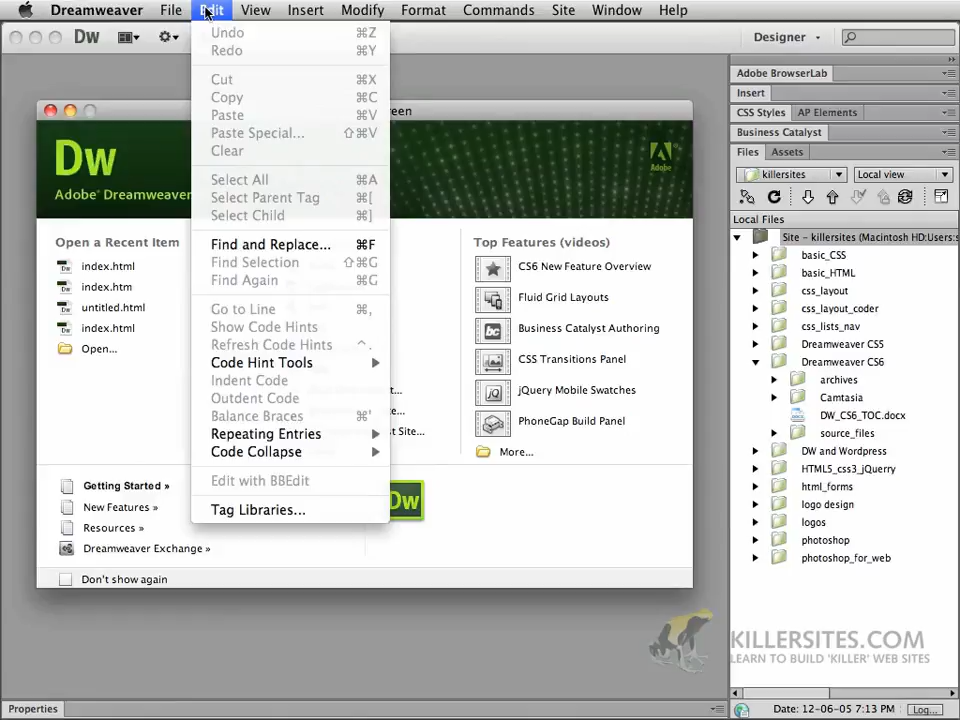 Dreamweaver File Edit View Insert Modify Format Commands Site Window Help
Dw
Designer
Undo ⌘Z
Redo ⌘Y
Cut ⌘X
Copy ⌘C
Paste ⌘V
Paste Special... ⇧⌘V
Clear
Select All ⌘A
Select Parent Tag ⌘[
Select Child ⌘]
Find and Replace... ⌘F
Find Selection ⇧⌘G
Find Again ⌘G
Go to Line ⌘,
Show Code Hints
Refresh Code Hints ^.
Code Hint Tools
Indent Code
Outdent Code
Balance Braces ⌘'
Repeating Entries
Code Collapse
Edit with BBEdit
Tag Libraries...
Dw
Adobe® Dreamweaver
Adobe
Open a Recent Item
index.html
index.htm
untitled.html
index.html
Open...
Top Features (videos)
CS6 New Feature Overview
Fluid Grid Layouts
Business Catalyst Authoring
bc
CSS Transitions Panel
jQuery Mobile Swatches
PhoneGap Build Panel
More...
Getting Started »
New Features »
Resources »
Dreamweaver Exchange »
Dw
Don't show again
Adobe BrowserLab
Insert
CSS Styles AP Elements
Business Catalyst
Files Assets
killersites Local view
Local Files
Site - killersites (Macintosh HD:Users:s
basic_CSS
basic_HTML
css_layout
css_layout_coder
css_lists_nav
Dreamweaver CS5
Dreamweaver CS6
archives
Camtasia
DW_CS6_TOC.docx
source_files
DW and Wordpress
HTML5_css3_jQuerry
html_forms
logo design
logos
photoshop
photoshop_for_web
KILLERSITES.COM
LEARN TO BUILD 'KILLER' WEB SITES
Properties
Date: 12-06-05 7:13 PM Log...